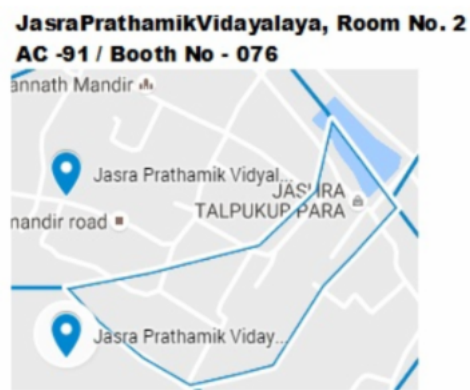 JasraPrathamikVidayalaya, Room No. 2
AC -91 / Booth No - 076
annath Mandir
Jasra Prathamik Vidyal...
JASHRA
TALPUKUP PARA
mandir road
Jasra Prathamik Viday...